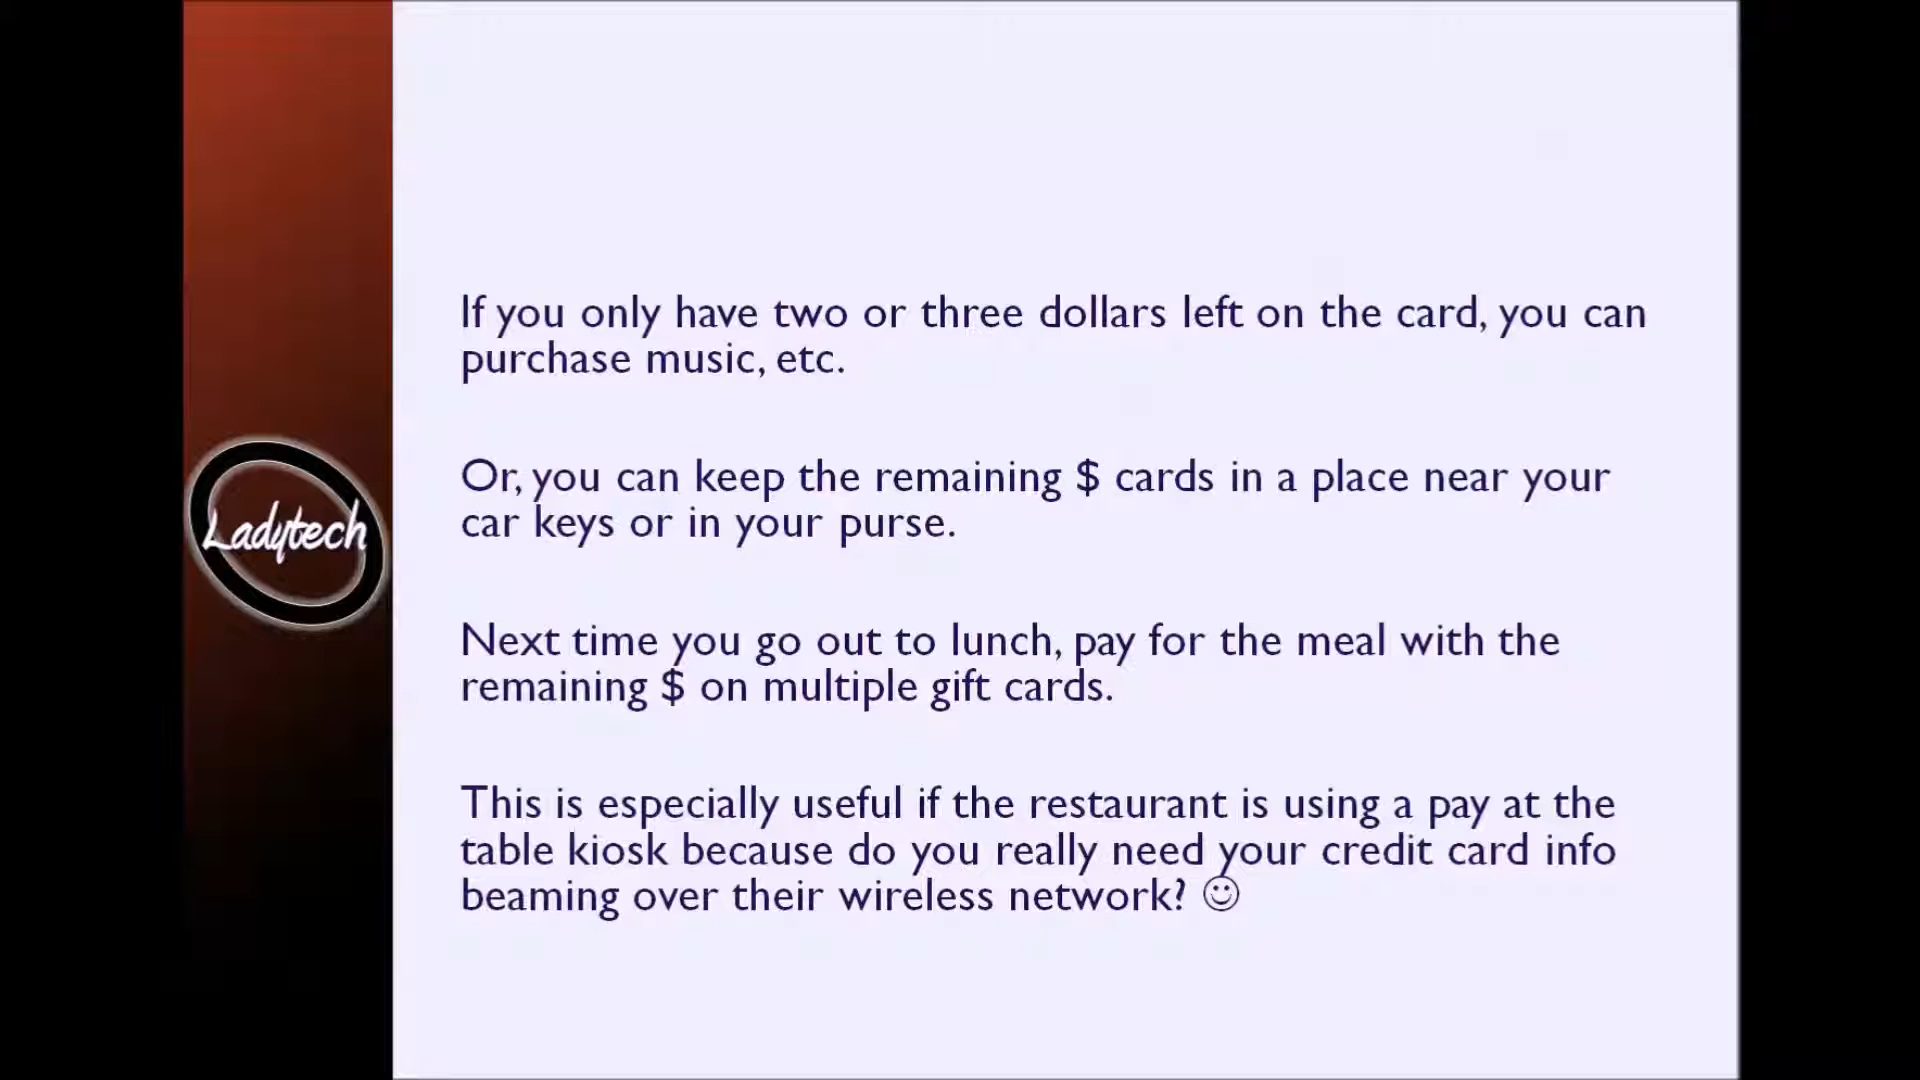 Ladytech
If you only have two or three dollars left on the card, you can
purchase music, etc.
Or, you can keep the remaining $ cards in a place near your
car keys or in your purse.
Next time you go out to lunch, pay for the meal with the
remaining $ on multiple gift cards.
This is especially useful if the restaurant is using a pay at the
table kiosk because do you really need your credit card info
beaming over their wireless network? ☺